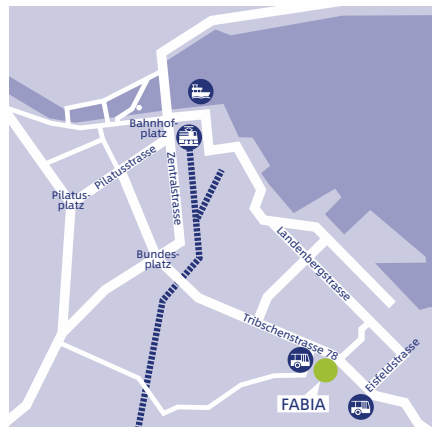 Bahnhof-
platz
Pilatusstrasse
Zentralstrasse
Pilatus-
platz
Bundes-
platz
Landenbergstrasse
Tribschenstrasse 78
Eisfeldstrasse
FABIA